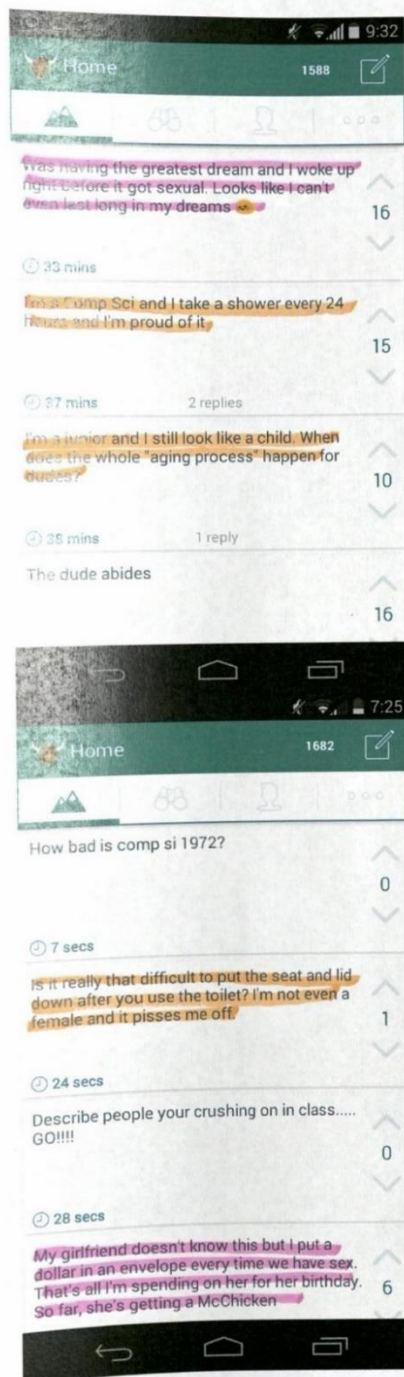 9:32
Home 1588
Was having the greatest dream and I woke up
right before it got sexual. Looks like I can't
even last long in my dreams
16
33 mins
I'm a Comp Sci and I take a shower every 24
hours and I'm proud of it
15
37 mins 2 replies
I'm a junior and I still look like a child. When
does the whole "aging process" happen for
dudes?
10
38 mins 1 reply
The dude abides
16
7:25
Home 1682
How bad is comp si 1972?
0
7 secs
Is it really that difficult to put the seat and lid
down after you use the toilet? I'm not even a
female and it pisses me off.
1
24 secs
Describe people your crushing on in class.....
GO!!!!
0
28 secs
My girlfriend doesn't know this but I put a
dollar in an envelope every time we have sex.
That's all I'm spending on her for her birthday.
So far, she's getting a McChicken
6